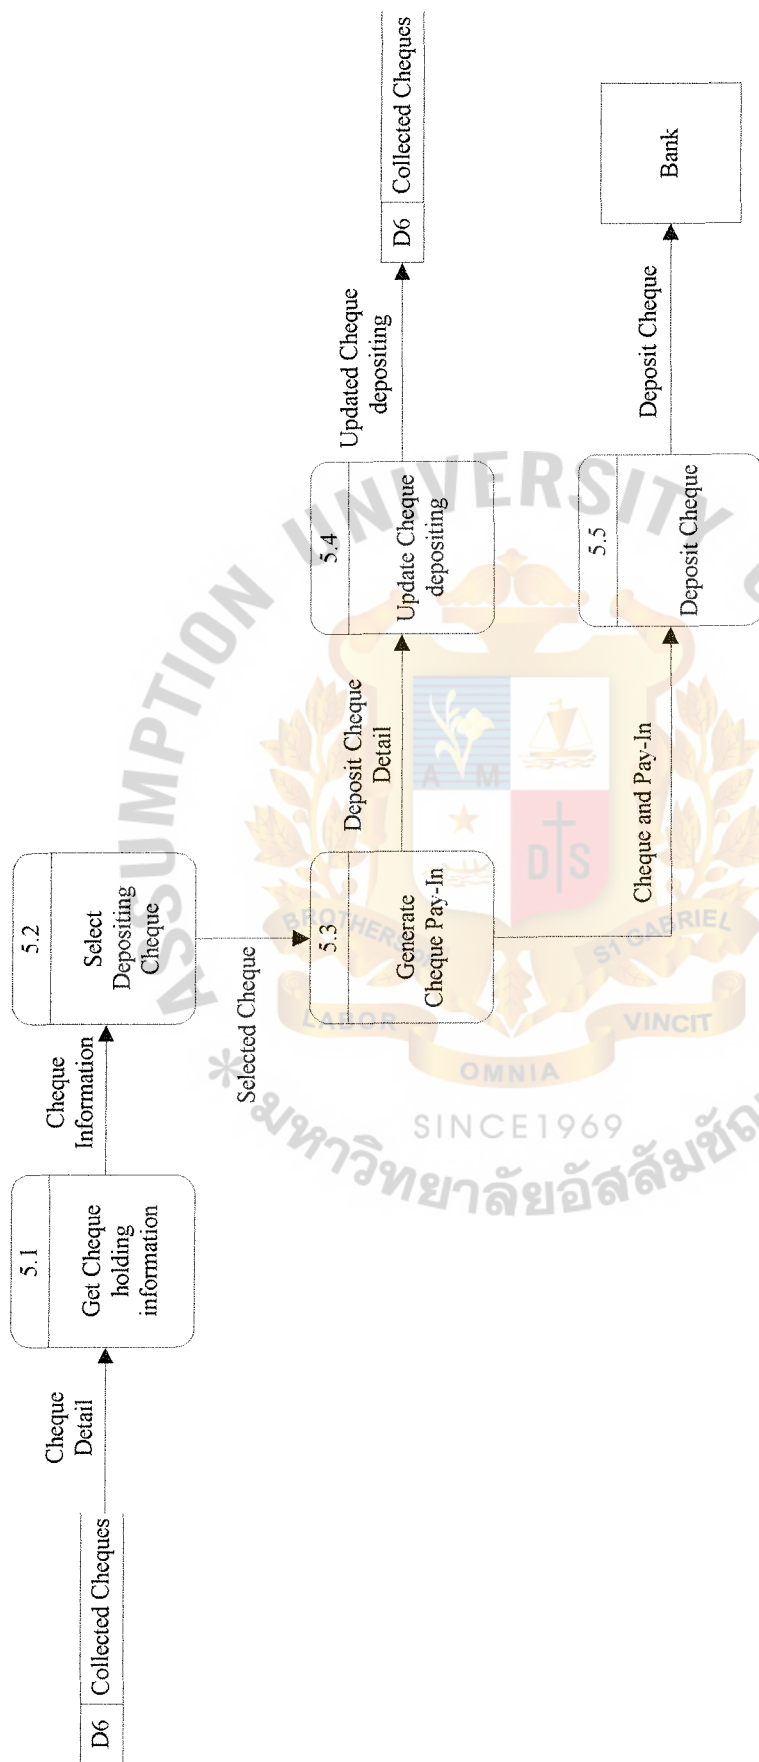 D6 Collected Cheques
Cheque
Detail
5.1
Get Cheque
holding
information
Cheque
Information
5.2
Select
Depositing
Cheque
Selected Cheque
5.3
Generate
Cheque Pay-In
Deposit Cheque
Detail
5.4
Update Cheque
depositing
Updated Cheque
depositing
D6 Collected Cheques
Cheque and Pay-In
5.5
Deposit Cheque
Deposit Cheque
Bank
ASSUMPTION UNIVERSITY
A M
D S
BROTHERS
ST GABRIEL
LABOR
OMNIA
VINCIT
SINCE1969